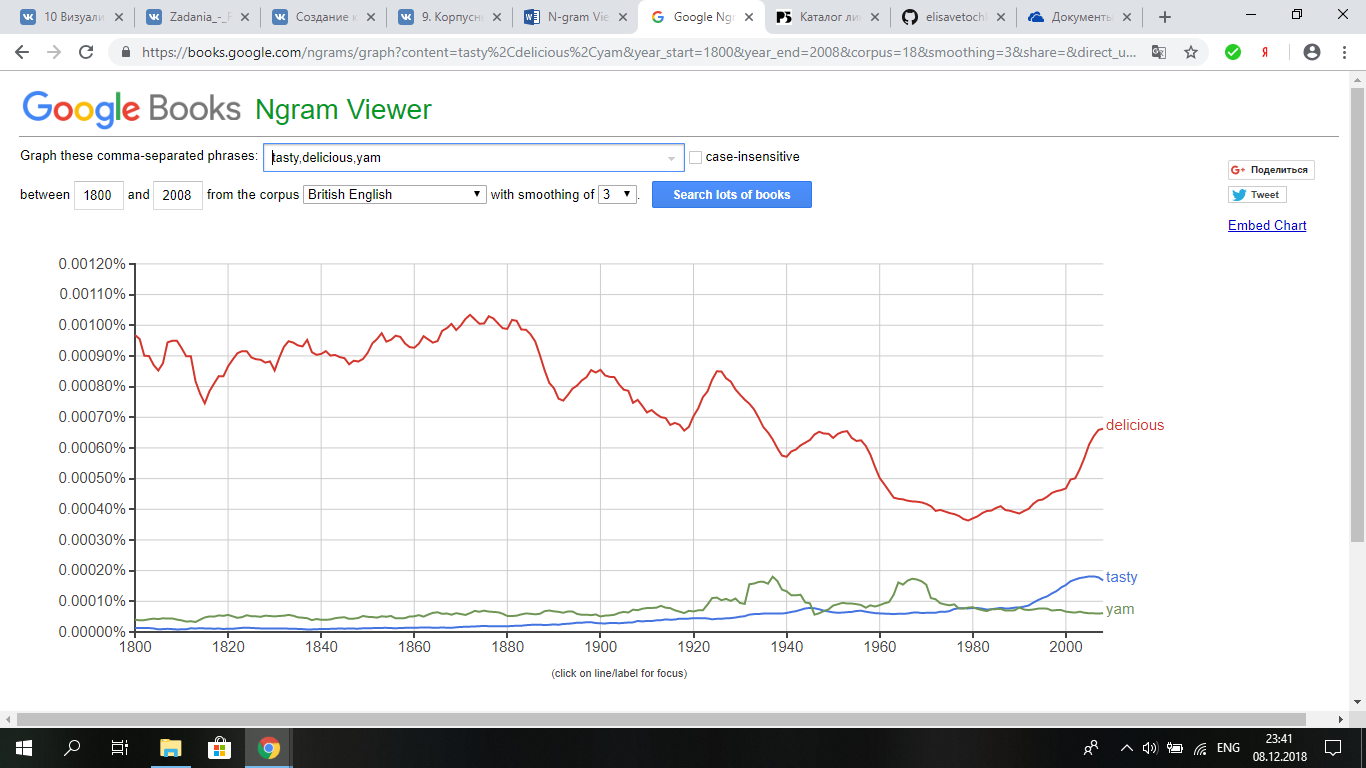 10 Визуали
Zadania_-_F
Создание к
9. Корпусны
N-gram Vie
Google Ngr
Каталог ли
elisavetochk
Документы
https://books.google.com/ngrams/graph?content=tasty%2Cdelicious%2Cyam&year_start=1800&year_end=2008&corpus=18&smoothing=3&share=&direct_u...
Google Books Ngram Viewer
Graph these comma-separated phrases: tasty,delicious,yam case-insensitive
between 1800 and 2008 from the corpus British English with smoothing of 3 . Search lots of books
G+ Поделиться
Tweet
Embed Chart
0.00120%
0.00110%
0.00100%
0.00090%
0.00080%
0.00070%
0.00060%
0.00050%
0.00040%
0.00030%
0.00020%
0.00010%
0.00000%
delicious
tasty
yam
1800 1820 1840 1860 1880 1900 1920 1940 1960 1980 2000
(click on line/label for focus)
ENG
23:41
08.12.2018